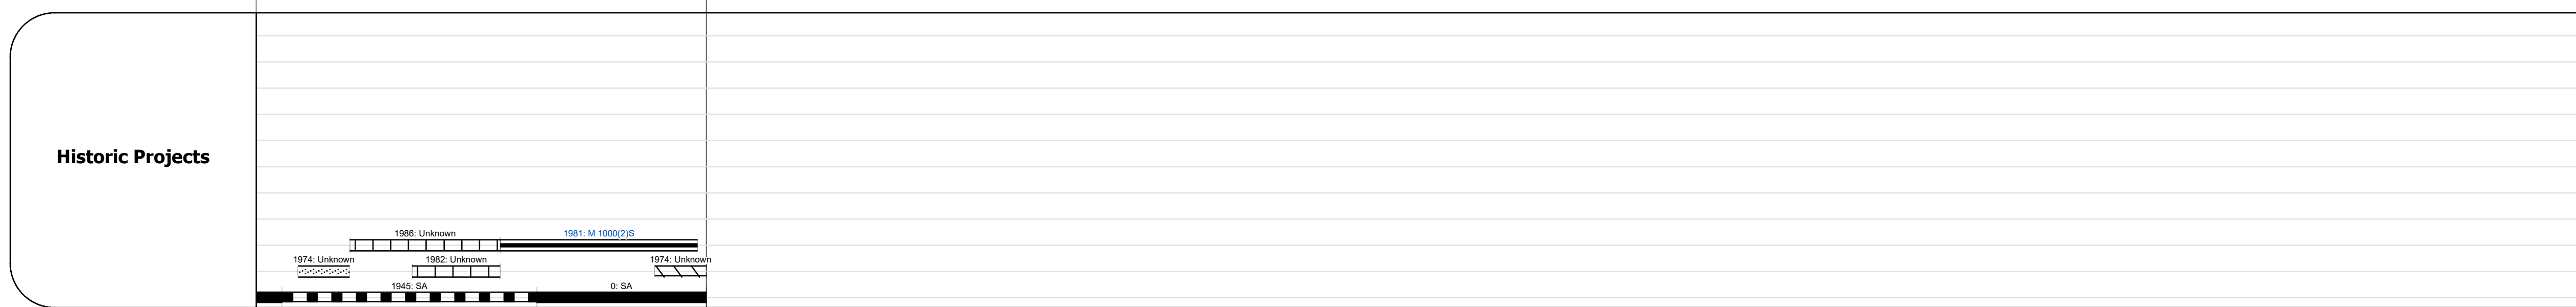 Historic Projects
1986: Unknown
1981: M 1000(2)S
1974: Unknown
1982: Unknown
1974: Unknown
1945: SA
0: SA